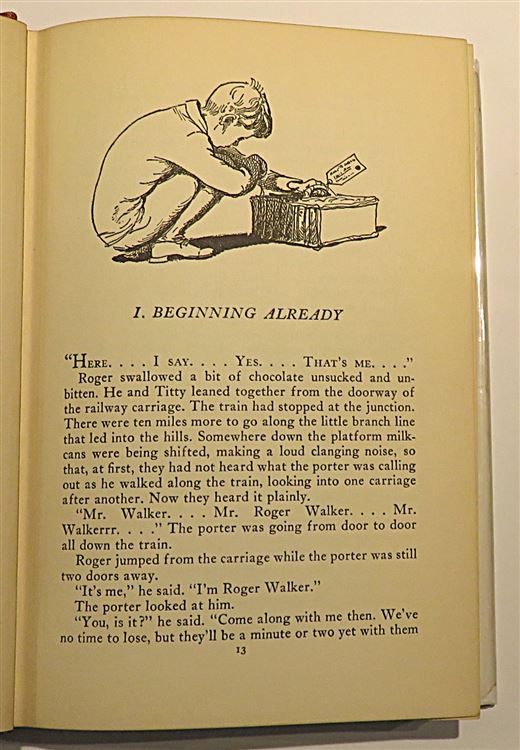 I. BEGINNING ALREADY
"HERE. . . . I SAY. . . . YES. . . . THAT'S ME. . . ."
Roger swallowed a bit of chocolate unsucked and un-
bitten. He and Titty leaned together from the doorway of
the railway carriage. The train had stopped at the junction.
There were ten miles more to go along the little branch line
that led into the hills. Somewhere down the platform milk-
cans were being shifted, making a loud clanging noise, so
that, at first, they had not heard what the porter was calling
out as he walked along the train, looking into one carriage
after another. Now they heard it plainly.
"Mr. Walker. . . . Mr. Roger Walker. . . . Mr.
Walkerrr. . . ." The porter was going from door to door
all down the train.
Roger jumped from the carriage while the porter was still
two doors away.
"It's me," he said. "I'm Roger Walker."
The porter looked at him.
"You, is it?" he said. "Come along with me then. We've
no time to lose, but they'll be a minute or two yet with them
13